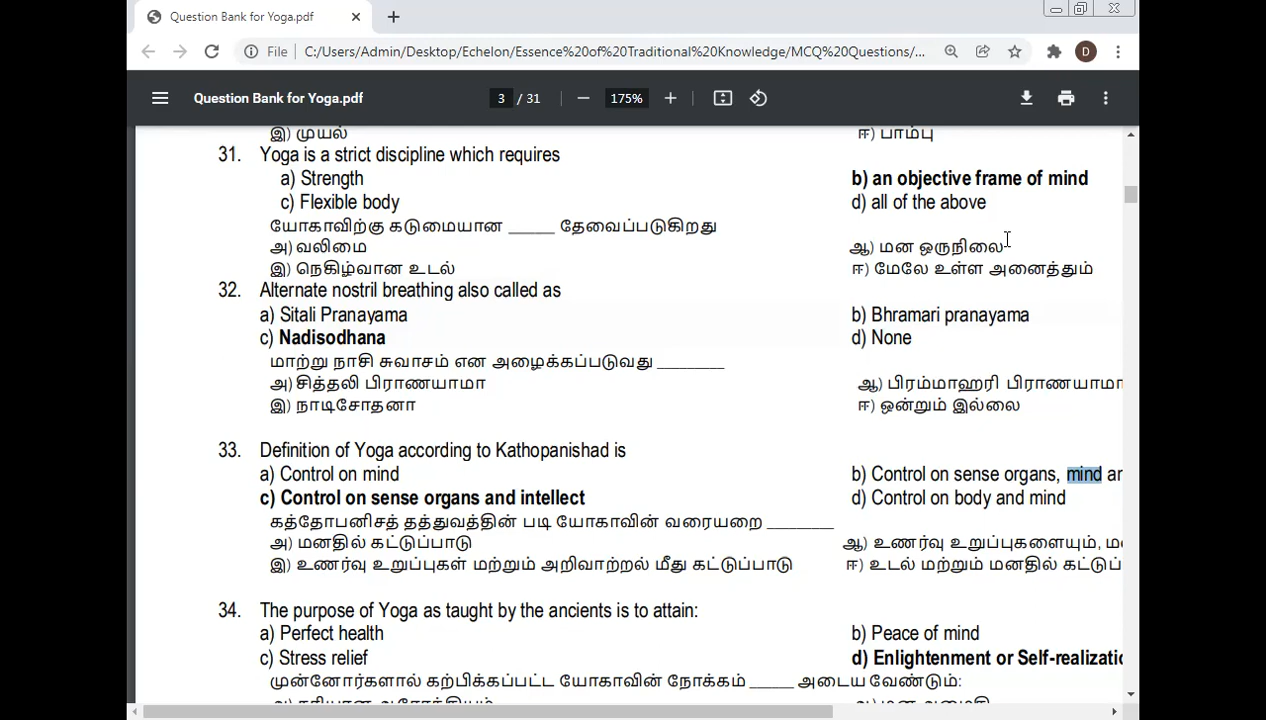 Question Bank for Yoga.pdf
File C:/Users/Admin/Desktop/Echelon/Essence%20of%20Traditional%20Knowledge/MCQ%20Questions/... D
Question Bank for Yoga.pdf 3 / 31 175%
இ) முயல் ஈ) பாம்பு
31. Yoga is a strict discipline which requires
a) Strength b) an objective frame of mind
c) Flexible body d) all of the above
யோகாவிற்கு கடுமையான _____ தேவைப்படுகிறது
அ) வலிமை ஆ) மன ஒருநிலை
இ) நெகிழ்வான உடல் ஈ) மேலே உள்ள அனைத்தும்
32. Alternate nostril breathing also called as
a) Sitali Pranayama b) Bhramari pranayama
c) Nadisodhana d) None
மாற்று நாசி சுவாசம் என அழைக்கப்படுவது ________
அ) சித்தலி பிராணயாமா ஆ) பிரம்மாஹரி பிராணயாமா
இ) நாடிசோதனா ஈ) ஒன்றும் இல்லை
33. Definition of Yoga according to Kathopanishad is
a) Control on mind b) Control on sense organs, mind
c) Control on sense organs and intellect d) Control on body and mind
கத்தோபனிசத் தத்துவத்தின் படி யோகாவின் வரையறை ________
அ) மனதில் கட்டுப்பாடு ஆ) உணர்வு உறுப்புகளையும்,
இ) உணர்வு உறுப்புகள் மற்றும் அறிவாற்றல் மீது கட்டுப்பாடு ஈ) உடல் மற்றும் மனதில்
34. The purpose of Yoga as taught by the ancients is to attain:
a) Perfect health b) Peace of mind
c) Stress relief d) Enlightenment or
முன்னோர்களால் கற்பிக்கப்பட்ட யோகாவின் நோக்கம் _____ அடைய வேண்டும்: